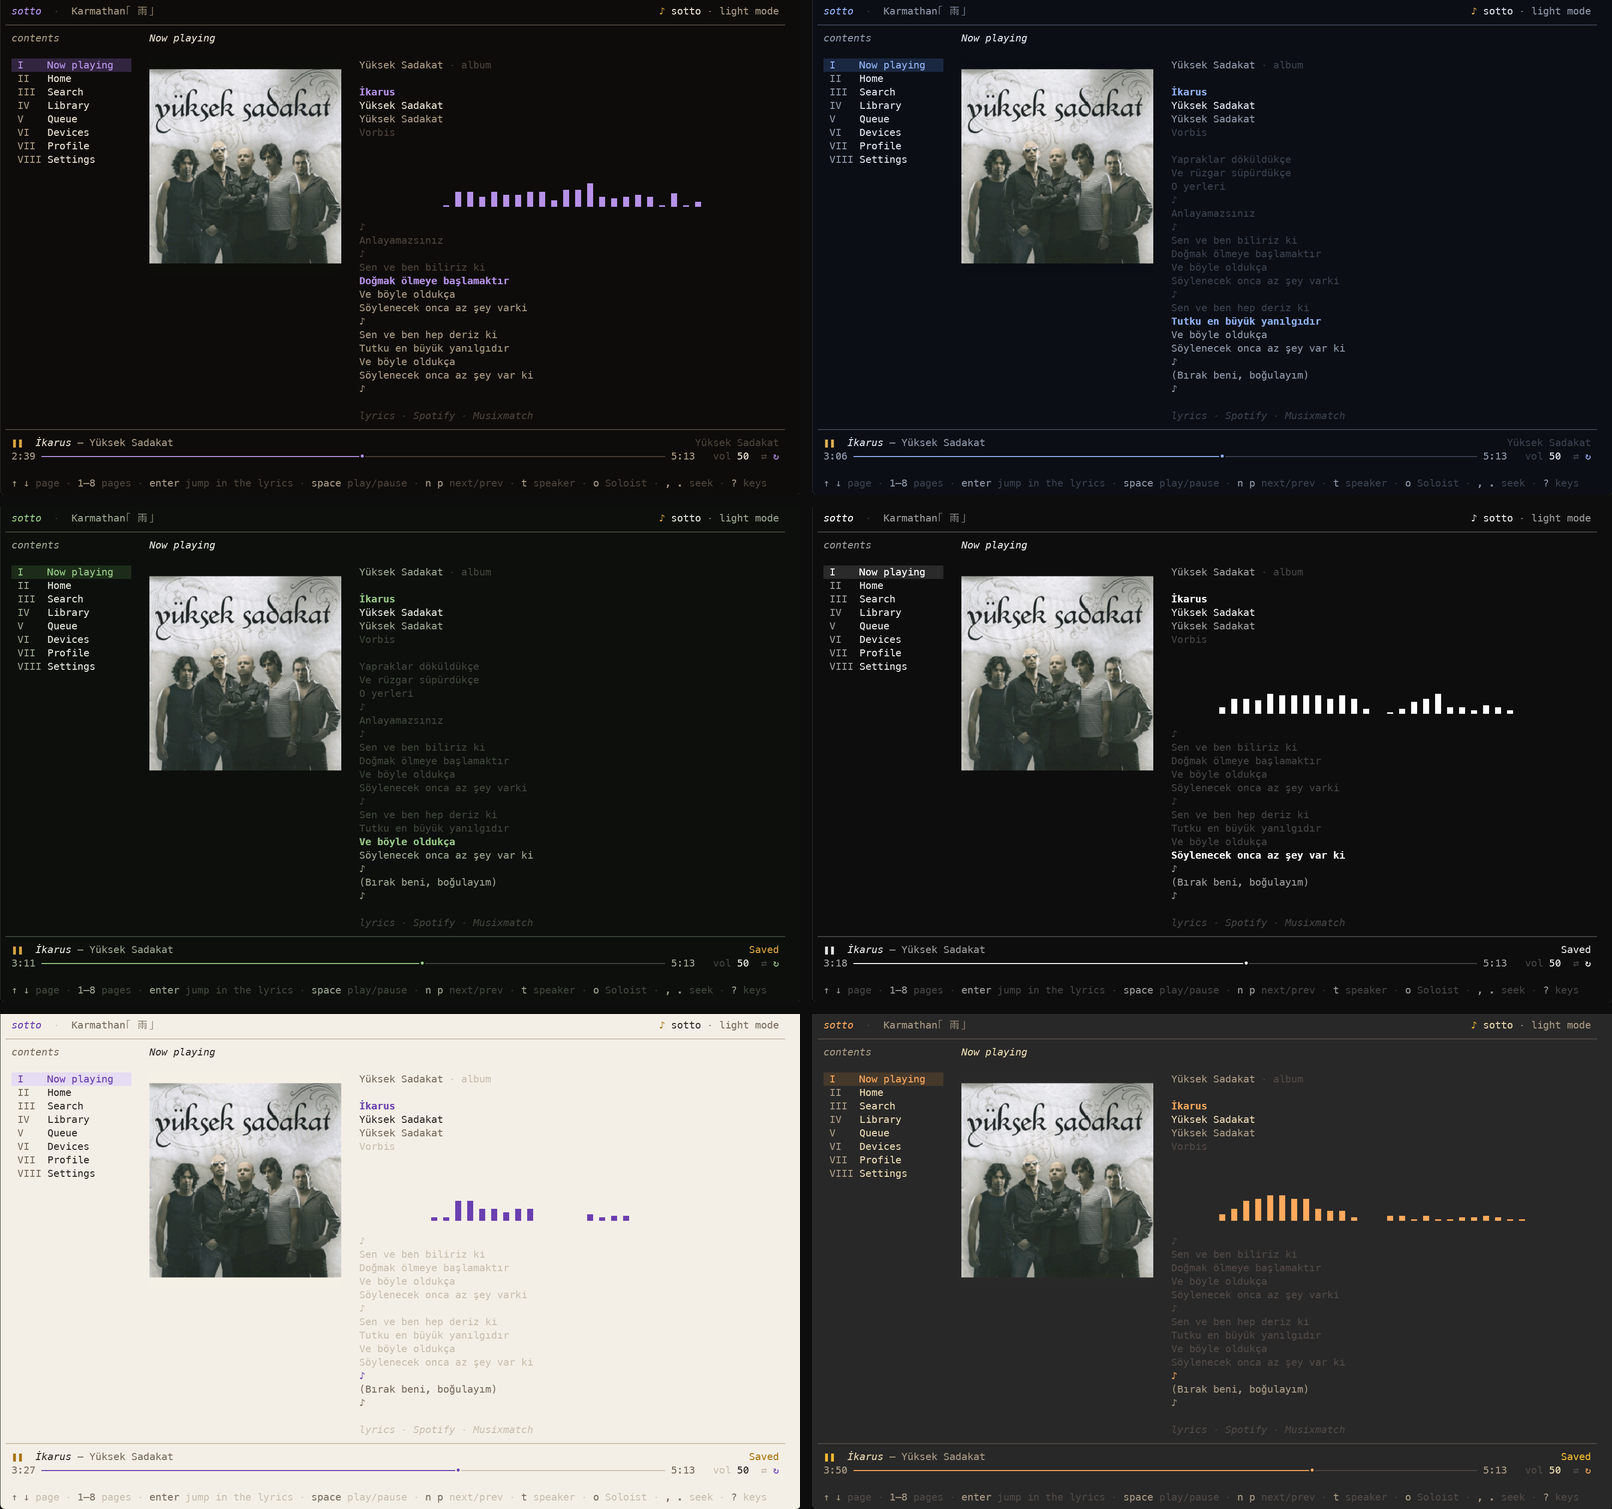 sotto · Karmathan「 雨」 ♪ sotto · light mode
contents Now playing
I Now playing
II Home
III Search
IV Library
V Queue
VI Devices
VII Profile
VIII Settings
yüksek sadakat
Yüksek Sadakat · album
İkarus
Yüksek Sadakat
Yüksek Sadakat
Vorbis
♪
Anlayamazsınız
♪
Sen ve ben biliriz ki
Doğmak ölmeye başlamaktır
Ve böyle oldukça
Söylenecek onca az şey varki
♪
Sen ve ben hep deriz ki
Tutku en büyük yanılgıdır
Ve böyle oldukça
Söylenecek onca az şey var ki
♪
lyrics · Spotify · Musixmatch
İkarus — Yüksek Sadakat Yüksek Sadakat
2:39 5:13 vol 50 ⇄ ↻
↑ ↓ page · 1–8 pages · enter jump in the lyrics · space play/pause · n p next/prev · t speaker · o Soloist · , . seek · ? keys
sotto · Karmathan「 雨」 ♪ sotto · light mode
contents Now playing
I Now playing
II Home
III Search
IV Library
V Queue
VI Devices
VII Profile
VIII Settings
yüksek sadakat
Yüksek Sadakat · album
İkarus
Yüksek Sadakat
Yüksek Sadakat
Vorbis
Yapraklar döküldükçe
Ve rüzgar süpürdükçe
O yerleri
♪
Anlayamazsınız
♪
Sen ve ben biliriz ki
Doğmak ölmeye başlamaktır
Ve böyle oldukça
Söylenecek onca az şey varki
♪
Sen ve ben hep deriz ki
Tutku en büyük yanılgıdır
Ve böyle oldukça
Söylenecek onca az şey var ki
♪
(Bırak beni, boğulayım)
♪
lyrics · Spotify · Musixmatch
İkarus — Yüksek Sadakat Yüksek Sadakat
3:06 5:13 vol 50 ⇄ ↻
↑ ↓ page · 1–8 pages · enter jump in the lyrics · space play/pause · n p next/prev · t speaker · o Soloist · , . seek · ? keys
sotto · Karmathan「 雨」 ♪ sotto · light mode
contents Now playing
I Now playing
II Home
III Search
IV Library
V Queue
VI Devices
VII Profile
VIII Settings
yüksek sadakat
Yüksek Sadakat · album
İkarus
Yüksek Sadakat
Yüksek Sadakat
Vorbis
Yapraklar döküldükçe
Ve rüzgar süpürdükçe
O yerleri
♪
Anlayamazsınız
♪
Sen ve ben biliriz ki
Doğmak ölmeye başlamaktır
Ve böyle oldukça
Söylenecek onca az şey varki
♪
Sen ve ben hep deriz ki
Tutku en büyük yanılgıdır
Ve böyle oldukça
Söylenecek onca az şey var ki
♪
(Bırak beni, boğulayım)
♪
lyrics · Spotify · Musixmatch
İkarus — Yüksek Sadakat Saved
3:11 5:13 vol 50 ⇄ ↻
↑ ↓ page · 1–8 pages · enter jump in the lyrics · space play/pause · n p next/prev · t speaker · o Soloist · , . seek · ? keys
sotto · Karmathan「 雨」 ♪ sotto · light mode
contents Now playing
I Now playing
II Home
III Search
IV Library
V Queue
VI Devices
VII Profile
VIII Settings
yüksek sadakat
Yüksek Sadakat · album
İkarus
Yüksek Sadakat
Yüksek Sadakat
Vorbis
♪
Sen ve ben biliriz ki
Doğmak ölmeye başlamaktır
Ve böyle oldukça
Söylenecek onca az şey varki
♪
Sen ve ben hep deriz ki
Tutku en büyük yanılgıdır
Ve böyle oldukça
Söylenecek onca az şey var ki
♪
(Bırak beni, boğulayım)
♪
lyrics · Spotify · Musixmatch
İkarus — Yüksek Sadakat Saved
3:18 5:13 vol 50 ⇄ ↻
↑ ↓ page · 1–8 pages · enter jump in the lyrics · space play/pause · n p next/prev · t speaker · o Soloist · , . seek · ? keys
sotto · Karmathan「 雨」 ♪ sotto · light mode
contents Now playing
I Now playing
II Home
III Search
IV Library
V Queue
VI Devices
VII Profile
VIII Settings
yüksek sadakat
Yüksek Sadakat · album
İkarus
Yüksek Sadakat
Yüksek Sadakat
Vorbis
♪
Sen ve ben biliriz ki
Doğmak ölmeye başlamaktır
Ve böyle oldukça
Söylenecek onca az şey varki
♪
Sen ve ben hep deriz ki
Tutku en büyük yanılgıdır
Ve böyle oldukça
Söylenecek onca az şey var ki
♪
(Bırak beni, boğulayım)
♪
lyrics · Spotify · Musixmatch
İkarus — Yüksek Sadakat Saved
3:27 5:13 vol 50 ⇄ ↻
↑ ↓ page · 1–8 pages · enter jump in the lyrics · space play/pause · n p next/prev · t speaker · o Soloist · , . seek · ? keys
sotto · Karmathan「 雨」 ♪ sotto · light mode
contents Now playing
I Now playing
II Home
III Search
IV Library
V Queue
VI Devices
VII Profile
VIII Settings
yüksek sadakat
Yüksek Sadakat · album
İkarus
Yüksek Sadakat
Yüksek Sadakat
Vorbis
♪
Sen ve ben biliriz ki
Doğmak ölmeye başlamaktır
Ve böyle oldukça
Söylenecek onca az şey varki
♪
Sen ve ben hep deriz ki
Tutku en büyük yanılgıdır
Ve böyle oldukça
Söylenecek onca az şey var ki
♪
(Bırak beni, boğulayım)
♪
lyrics · Spotify · Musixmatch
İkarus — Yüksek Sadakat Saved
3:50 5:13 vol 50 ⇄ ↻
↑ ↓ page · 1–8 pages · enter jump in the lyrics · space play/pause · n p next/prev · t speaker · o Soloist · , . seek · ? keys